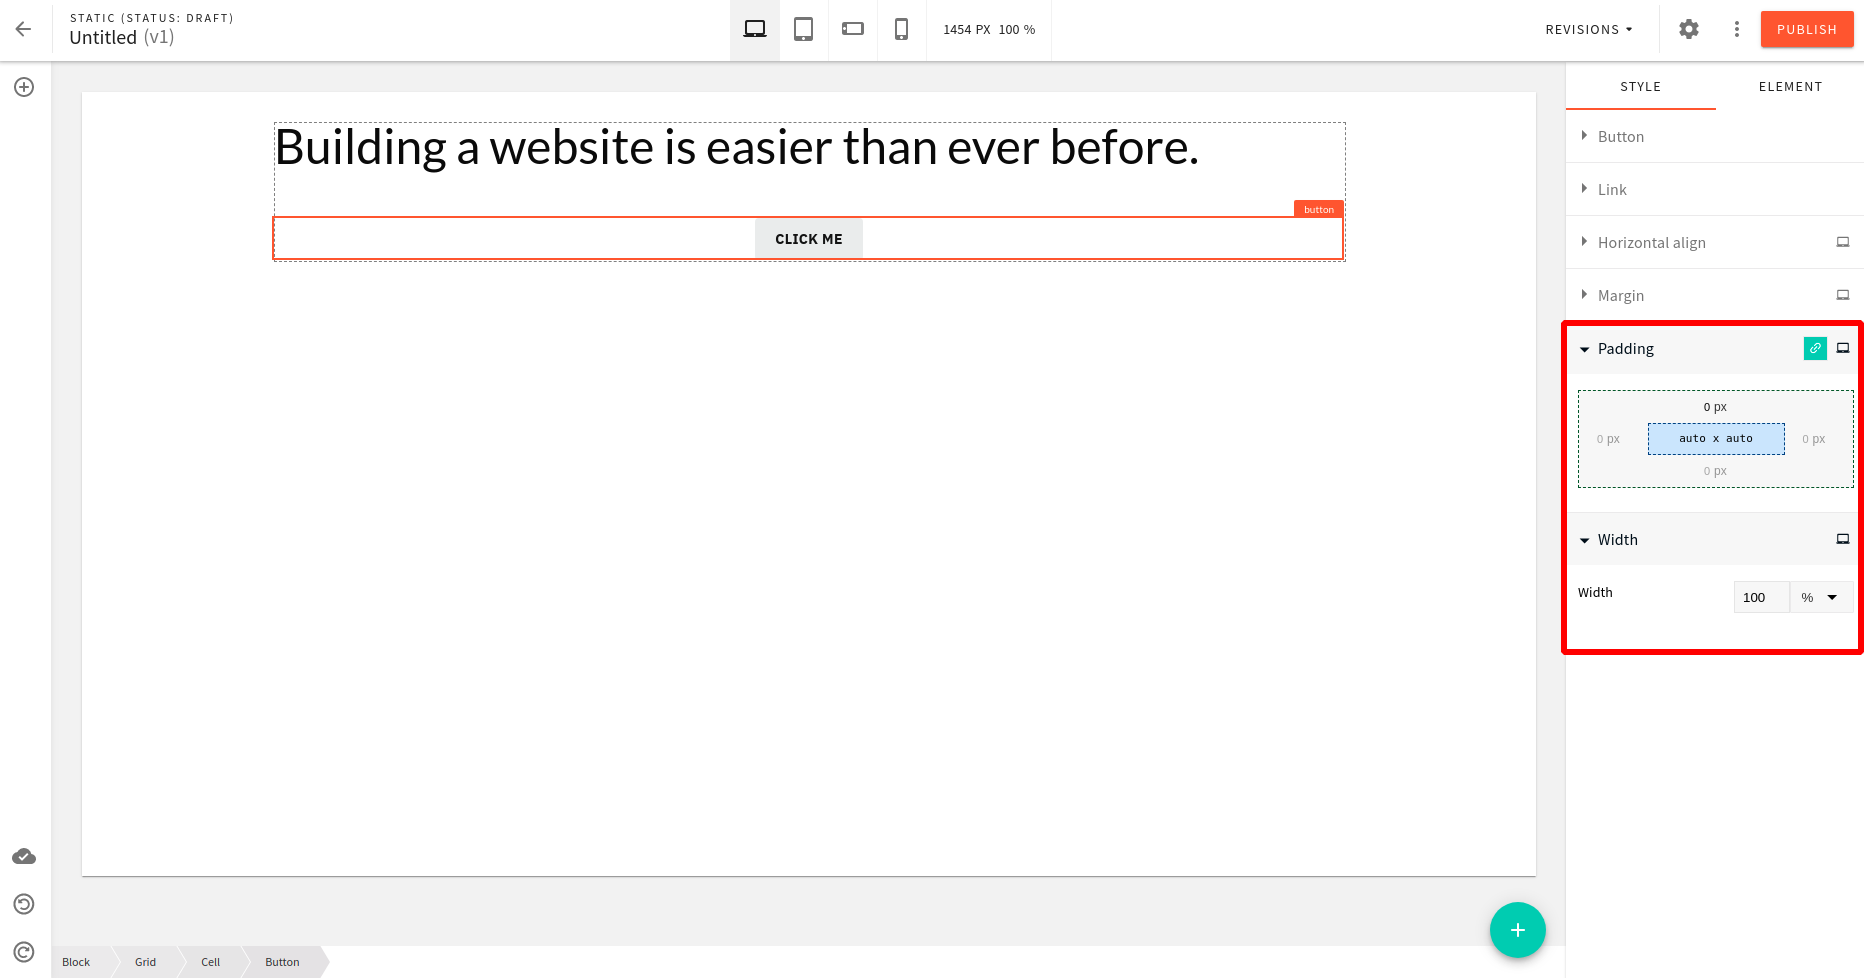 STATIC (STATUS: DRAFT)
Untitled (v1)
1454 PX 100 %
REVISIONS
PUBLISH
STYLE ELEMENT
Building a website is easier than ever before.
button
CLICK ME
Button
Link
Horizontal align
Margin
Padding
0 px
0 px auto x auto 0 px
0 px
Width
Width 100 %
Block Grid Cell Button